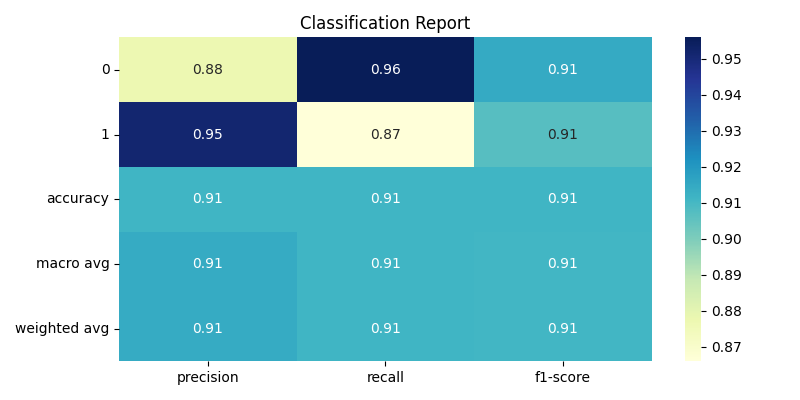 Classification Report
0 0.88 0.96 0.91
1 0.95 0.87 0.91
accuracy 0.91 0.91 0.91
macro avg 0.91 0.91 0.91
weighted avg 0.91 0.91 0.91
precision recall f1-score
0.95
0.94
0.93
0.92
0.91
0.90
0.89
0.88
0.87